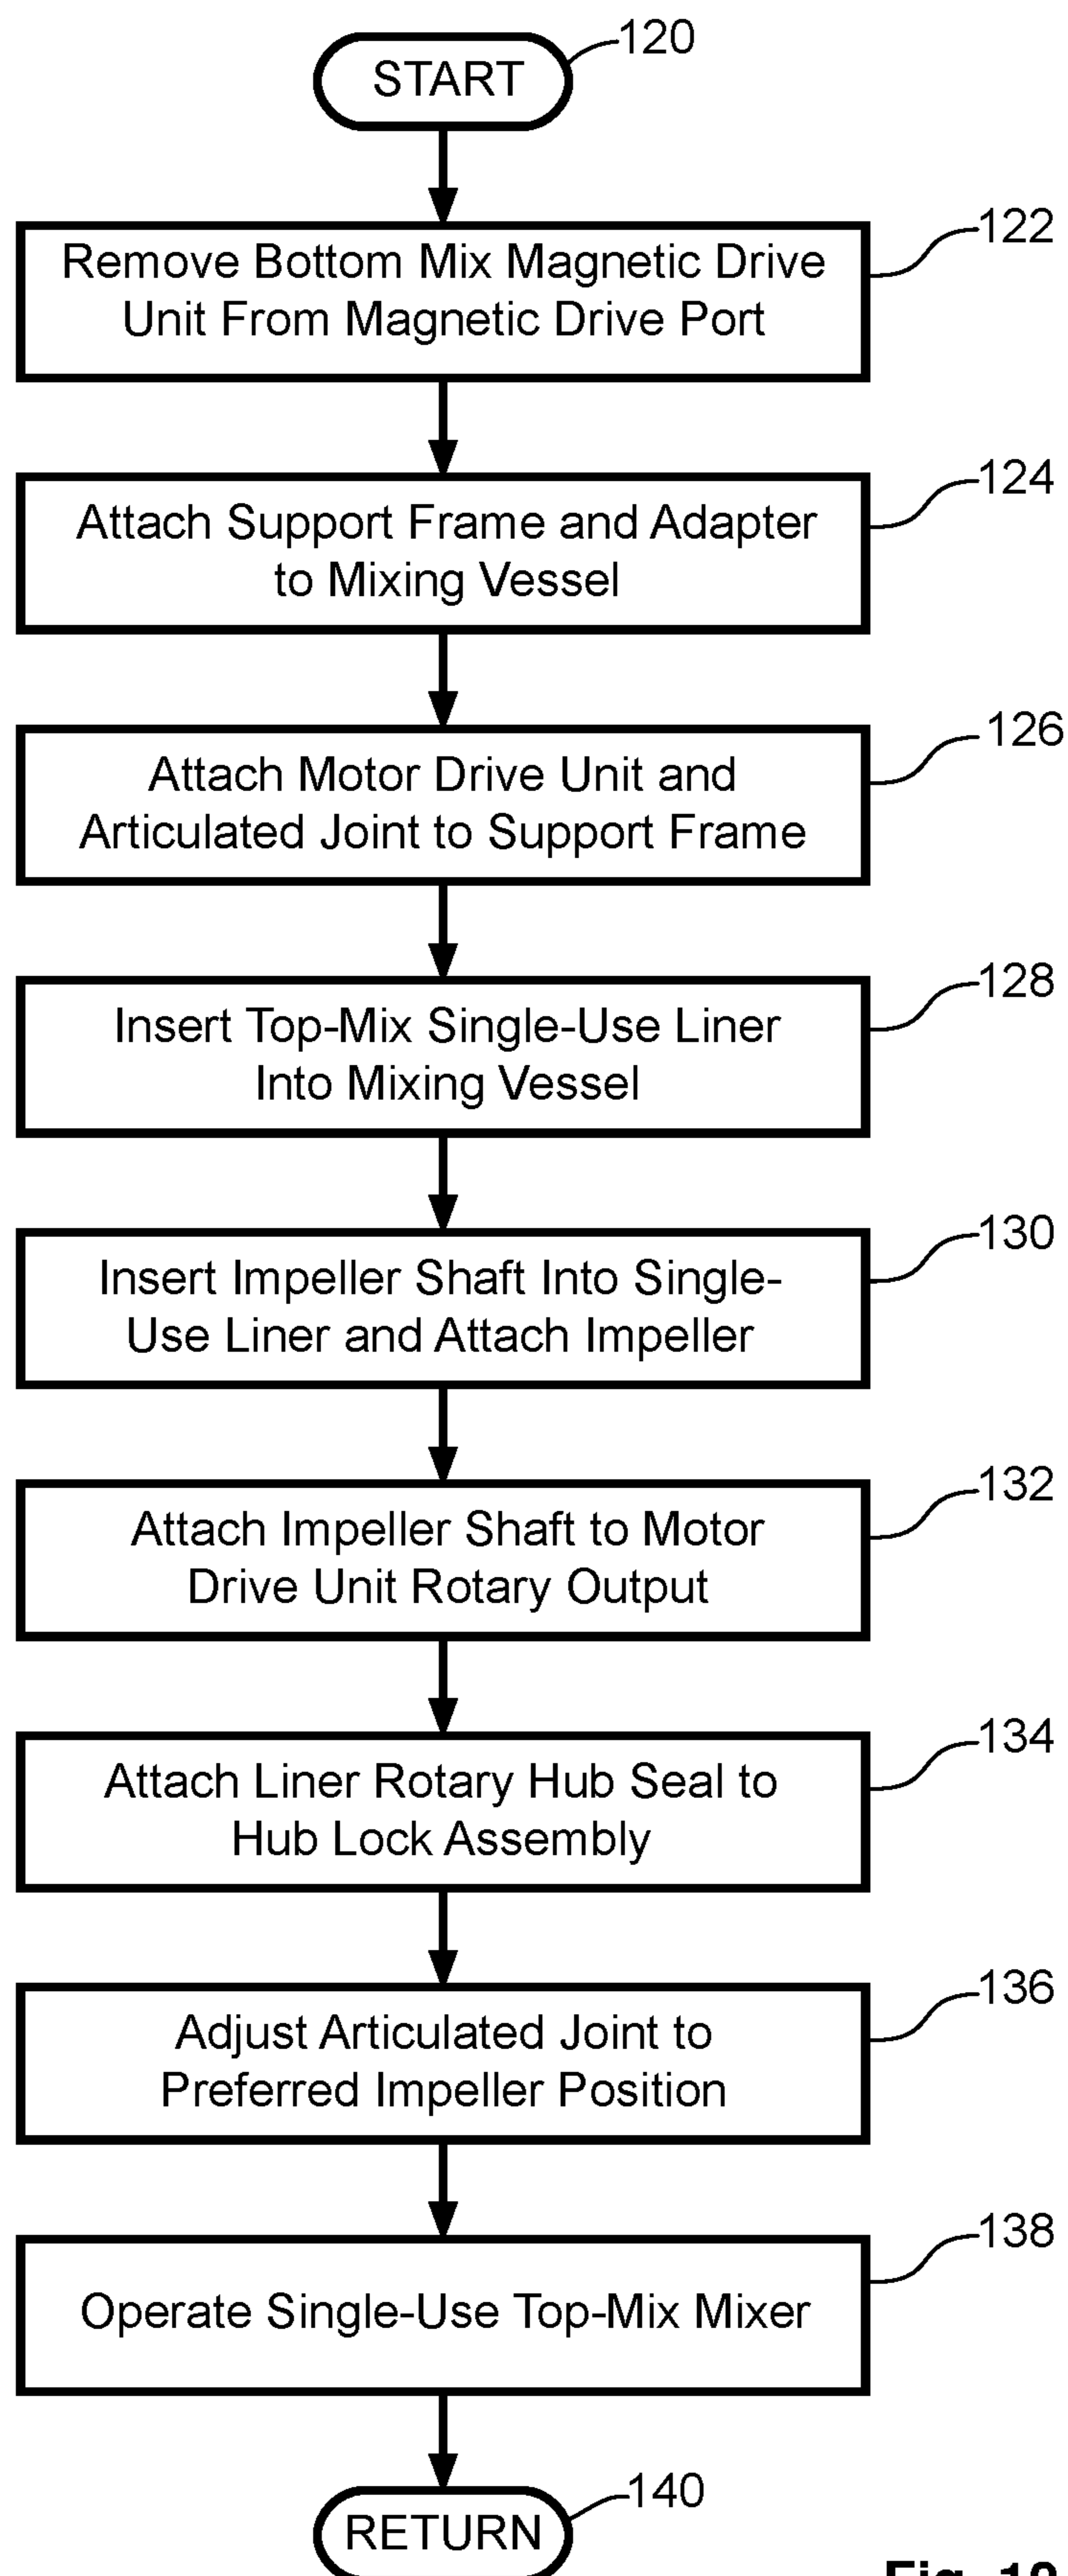 START
120
122
Remove Bottom Mix Magnetic Drive
Unit From Magnetic Drive Port
124
Attach Support Frame and Adapter
to Mixing Vessel
126
Attach Motor Drive Unit and
Articulated Joint to Support Frame
128
Insert Top-Mix Single-Use Liner
Into Mixing Vessel
130
Insert Impeller Shaft Into Single-
Use Liner and Attach Impeller
132
Attach Impeller Shaft to Motor
Drive Unit Rotary Output
134
Attach Liner Rotary Hub Seal to
Hub Lock Assembly
136
Adjust Articulated Joint to
Preferred Impeller Position
138
Operate Single-Use Top-Mix Mixer
140
RETURN
Fig.